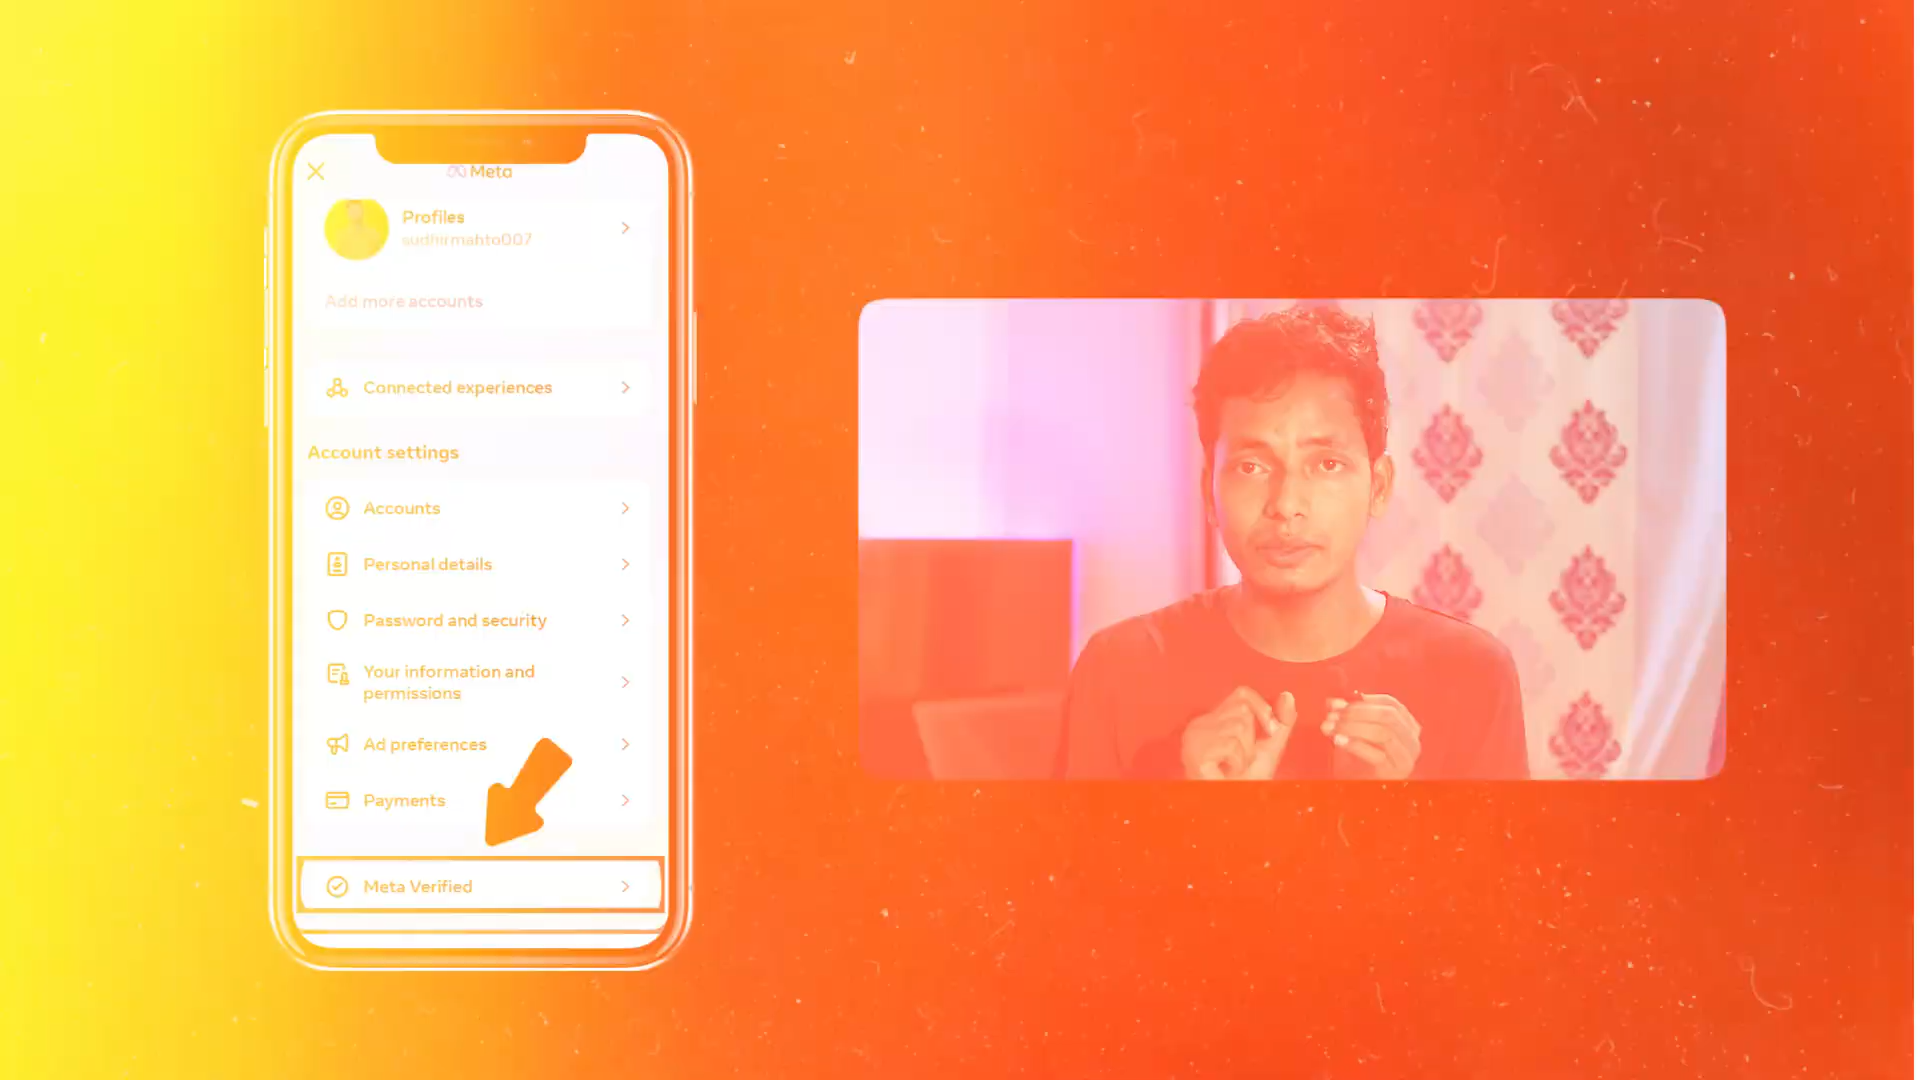 Meta
Profiles
sudhirmahto007
Add more accounts
Connected experiences
Account settings
Accounts
Personal details
Password and security
Your information and
permissions
Ad preferences
Payments
Meta Verified